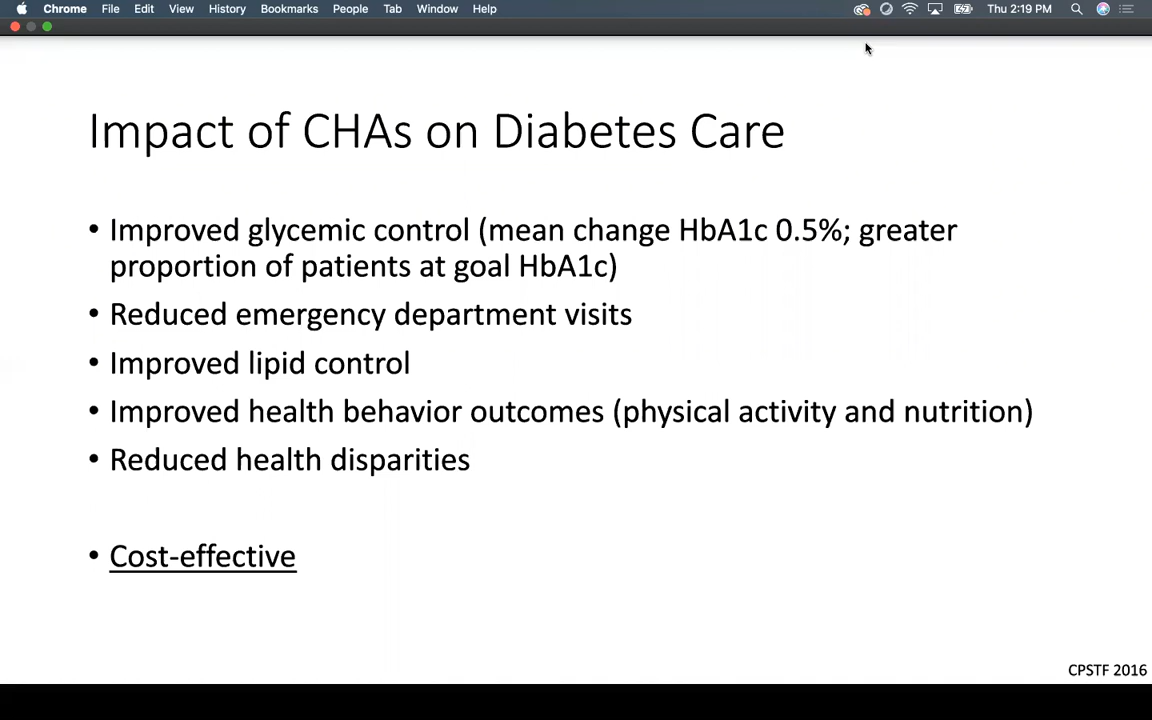 Chrome File Edit View History Bookmarks People Tab Window Help Thu 2:19 PM
Impact of CHAs on Diabetes Care
• Improved glycemic control (mean change HbA1c 0.5%; greater
proportion of patients at goal HbA1c)
• Reduced emergency department visits
• Improved lipid control
• Improved health behavior outcomes (physical activity and nutrition)
• Reduced health disparities
• Cost-effective
CPSTF 2016